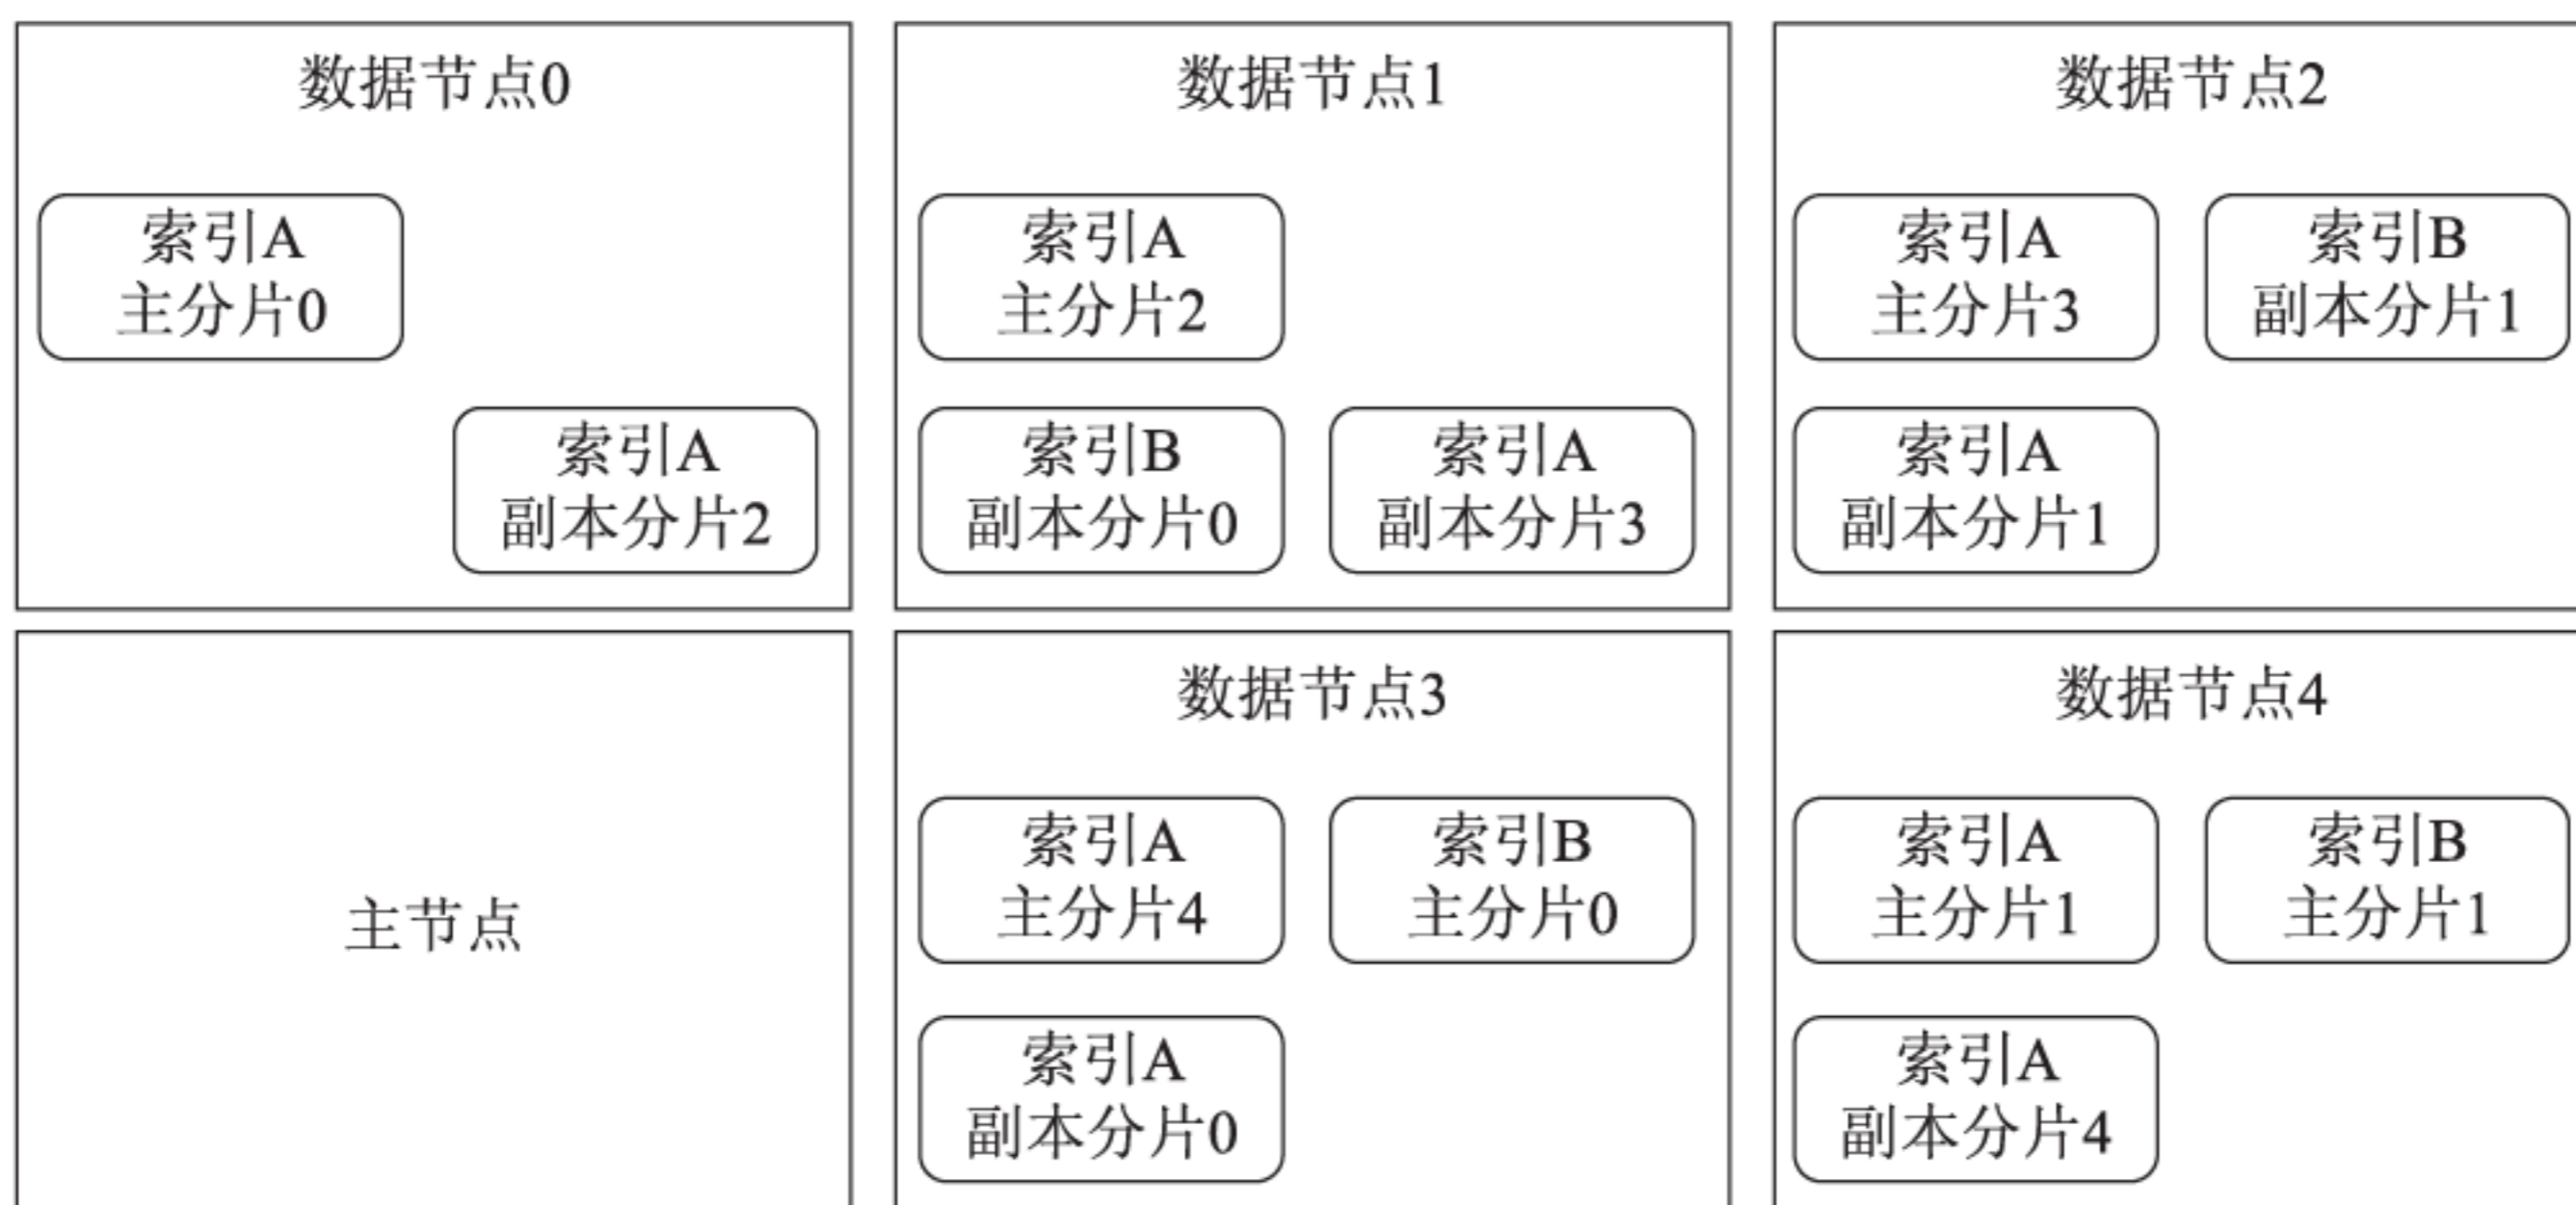 数据节点0
索引A
主分片0
索引A
副本分片2
数据节点1
索引A
主分片2
索引B
副本分片0
索引A
副本分片3
数据节点2
索引A
主分片3
索引B
副本分片1
索引A
副本分片1
主节点
数据节点3
索引A
主分片4
索引B
主分片0
索引A
副本分片0
数据节点4
索引A
主分片1
索引B
主分片1
索引A
副本分片4